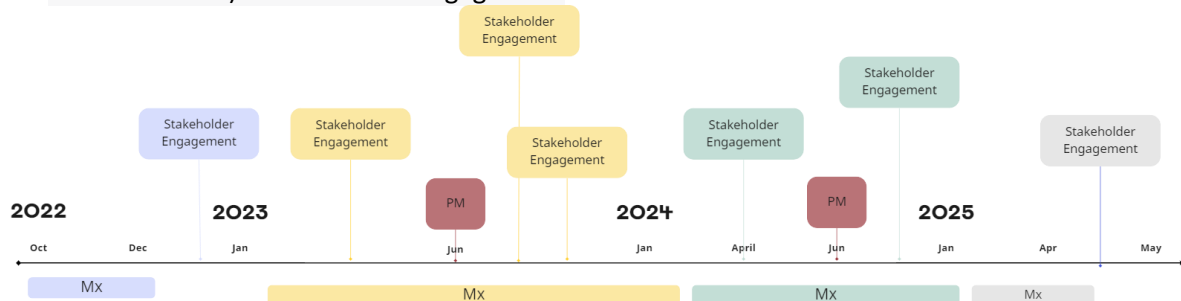 Stakeholder
Engagement
Stakeholder
Engagement
Stakeholder
Engagement
Stakeholder
Engagement
Stakeholder
Engagement
Stakeholder
Engagement
Stakeholder
Engagement
PM
PM
2022
2023
2024
2025
Oct
Dec
Jan
Jun
Jan
April
Jun
Jan
Apr
May
Mx
Mx
Mx
Mx